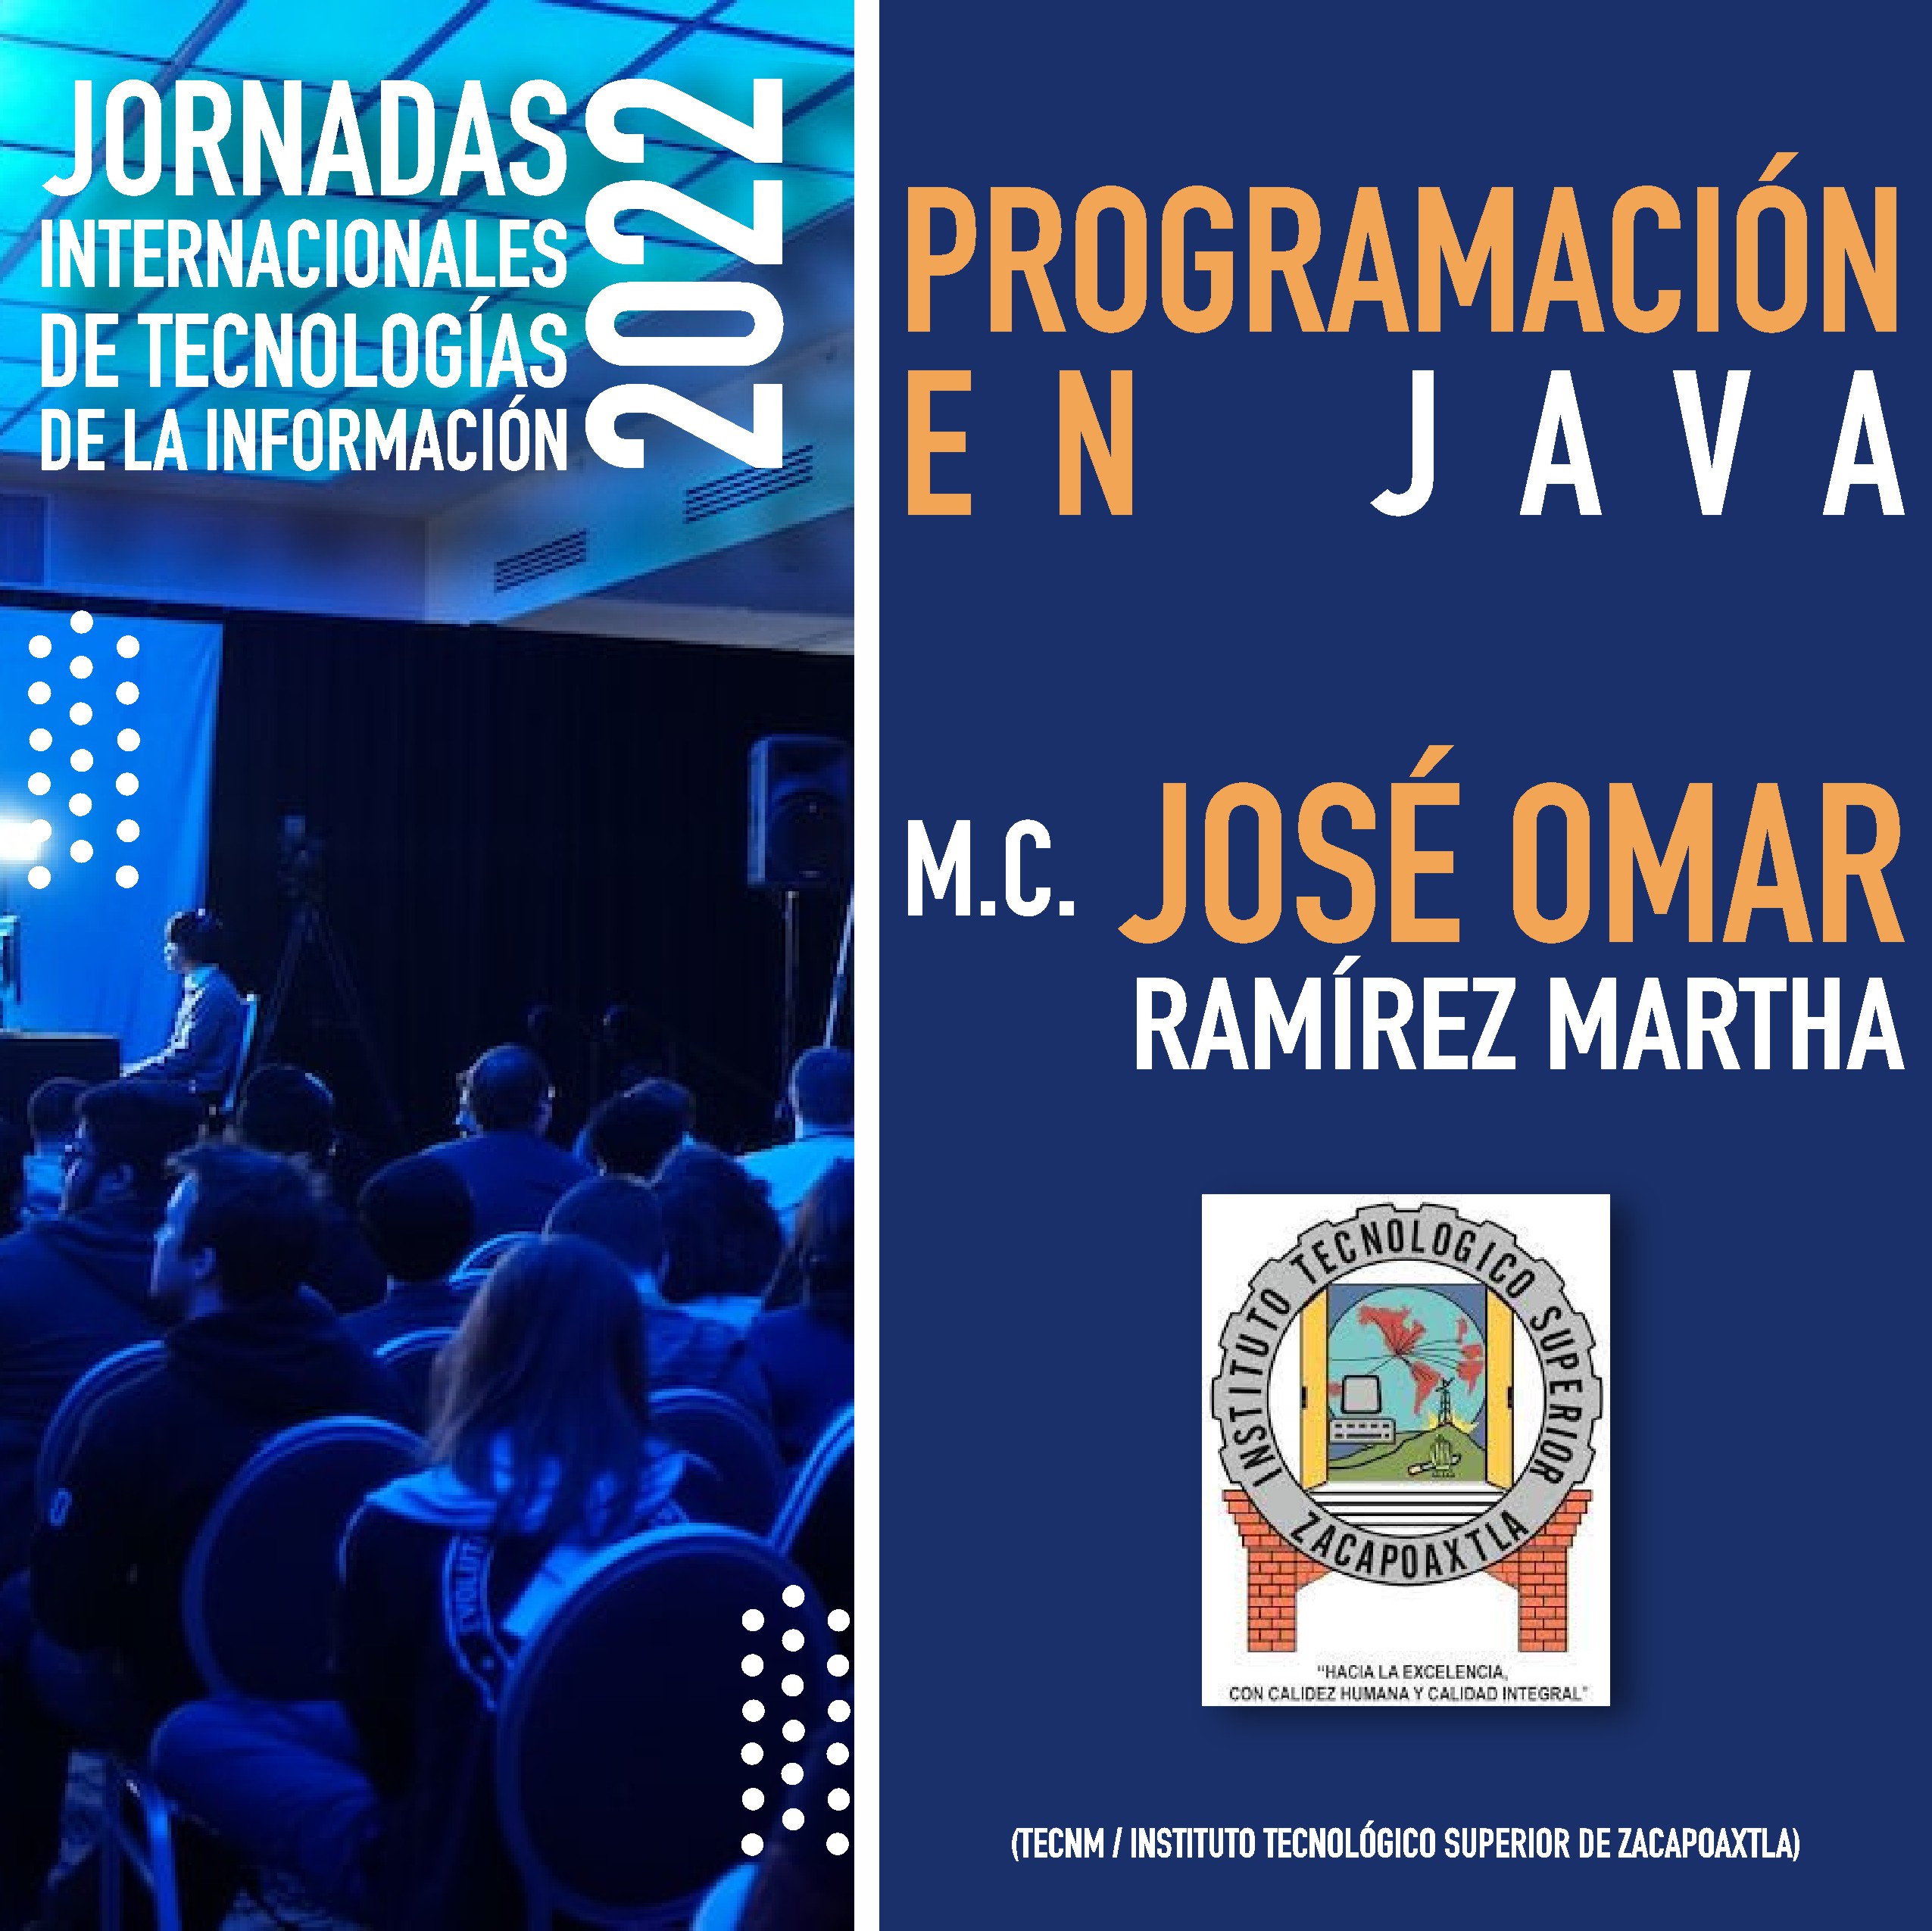 JORNADAS
INTERNACIONALES
DE TECNOLOGÍAS
DE LA INFORMACIÓN
2022
PROGRAMACIÓN
EN JAVA
M.C. JOSÉ OMAR
RAMÍREZ MARTHA
INSTITUTO TECNOLOGICO SUPERIOR
ZACAPOAXTLA
“HACIA LA EXCELENCIA,
CON CALIDEZ HUMANA Y CALIDAD INTEGRAL”
(TECNM / INSTITUTO TECNOLÓGICO SUPERIOR DE ZACAPOAXTLA)